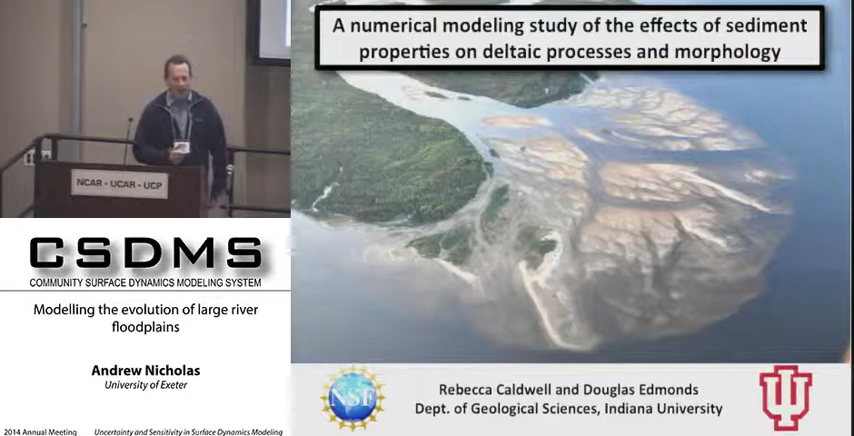 A numerical modeling study of the effects of sediment
properties on deltaic processes and morphology
NCAR • UCAR • UCP
CSDMS
COMMUNITY SURFACE DYNAMICS MODELING SYSTEM
Modelling the evolution of large river
floodplains
Andrew Nicholas
University of Exeter
2014 Annual Meeting
Uncertainty and Sensitivity in Surface Dynamics Modeling
NSF
Rebecca Caldwell and Douglas Edmonds
Dept. of Geological Sciences, Indiana University